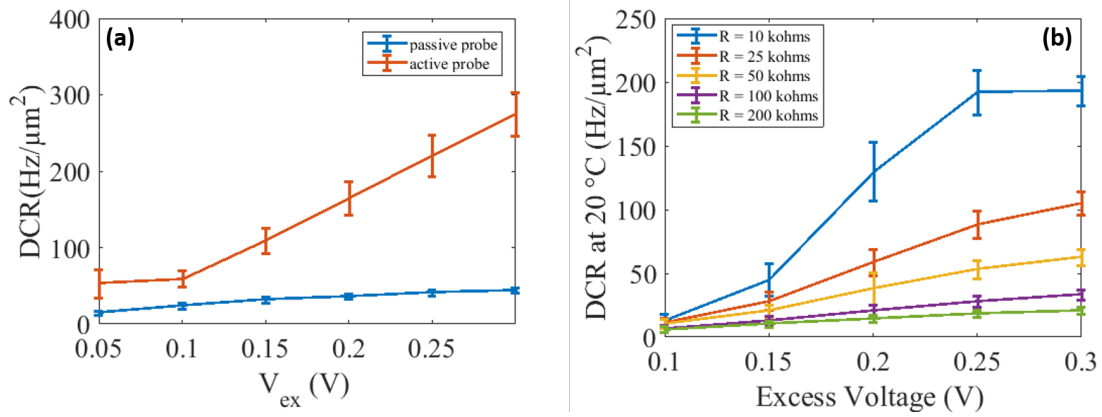 (a)
passive probe
active probe
400
300
200
100
0
0.05 0.1 0.15 0.2 0.25
DCR(Hz/μm²)
V_ex (V)
(b)
R = 10 kohms
R = 25 kohms
R = 50 kohms
R = 100 kohms
R = 200 kohms
250
200
150
100
50
0
0.1 0.15 0.2 0.25 0.3
DCR at 20 °C (Hz/μm²)
Excess Voltage (V)